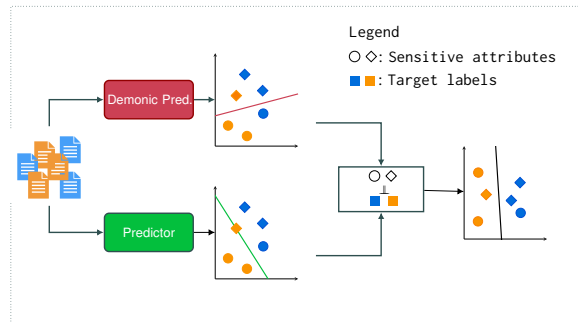 Legend
: Sensitive attributes
: Target labels
Demonic Pred.
⊥
Predictor